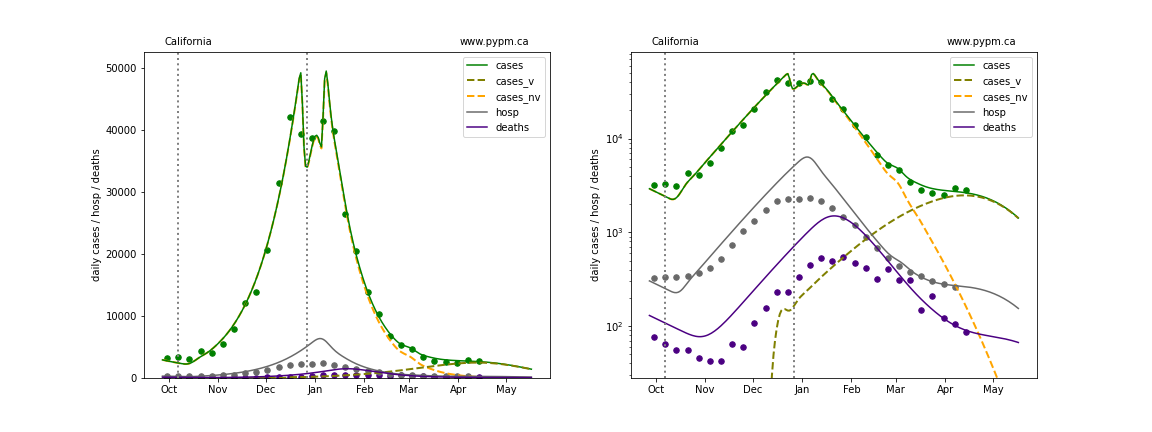 California www.pypm.ca
daily cases / hosp / deaths
50000
40000
30000
20000
10000
0
cases
cases_v
cases_nv
hosp
deaths
Oct Nov Dec Jan Feb Mar Apr May
California www.pypm.ca
daily cases / hosp / deaths
10^4
10^3
10^2
cases
cases_v
cases_nv
hosp
deaths
Oct Nov Dec Jan Feb Mar Apr May